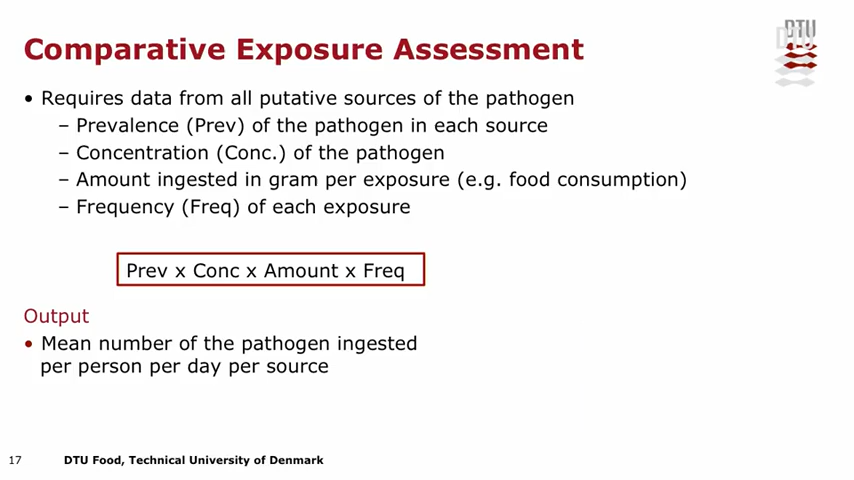 Comparative Exposure Assessment
DTU
• Requires data from all putative sources of the pathogen
– Prevalence (Prev) of the pathogen in each source
– Concentration (Conc.) of the pathogen
– Amount ingested in gram per exposure (e.g. food consumption)
– Frequency (Freq) of each exposure
Prev x Conc x Amount x Freq
Output
• Mean number of the pathogen ingested
per person per day per source
17 DTU Food, Technical University of Denmark